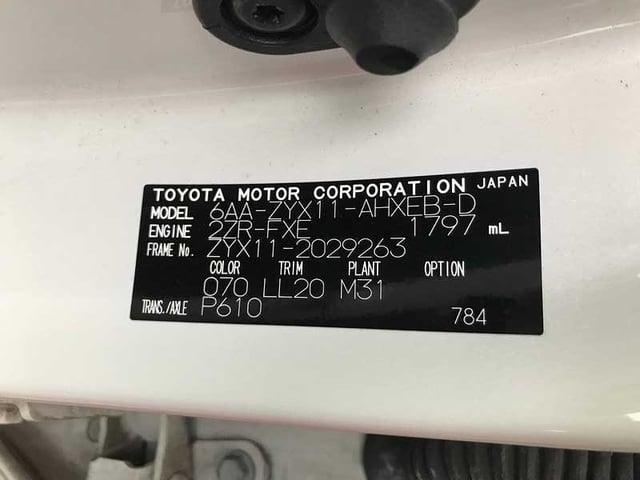 TOYOTA MOTOR CORPORATION JAPAN
MODEL 6AA-ZYX11-AHXEB-D
ENGINE 2ZR-FXE 1797 mL
FRAME No. ZYX11-2029263
COLOR TRIM PLANT OPTION
070 LL20 M31
TRANS./AXLE P610 784